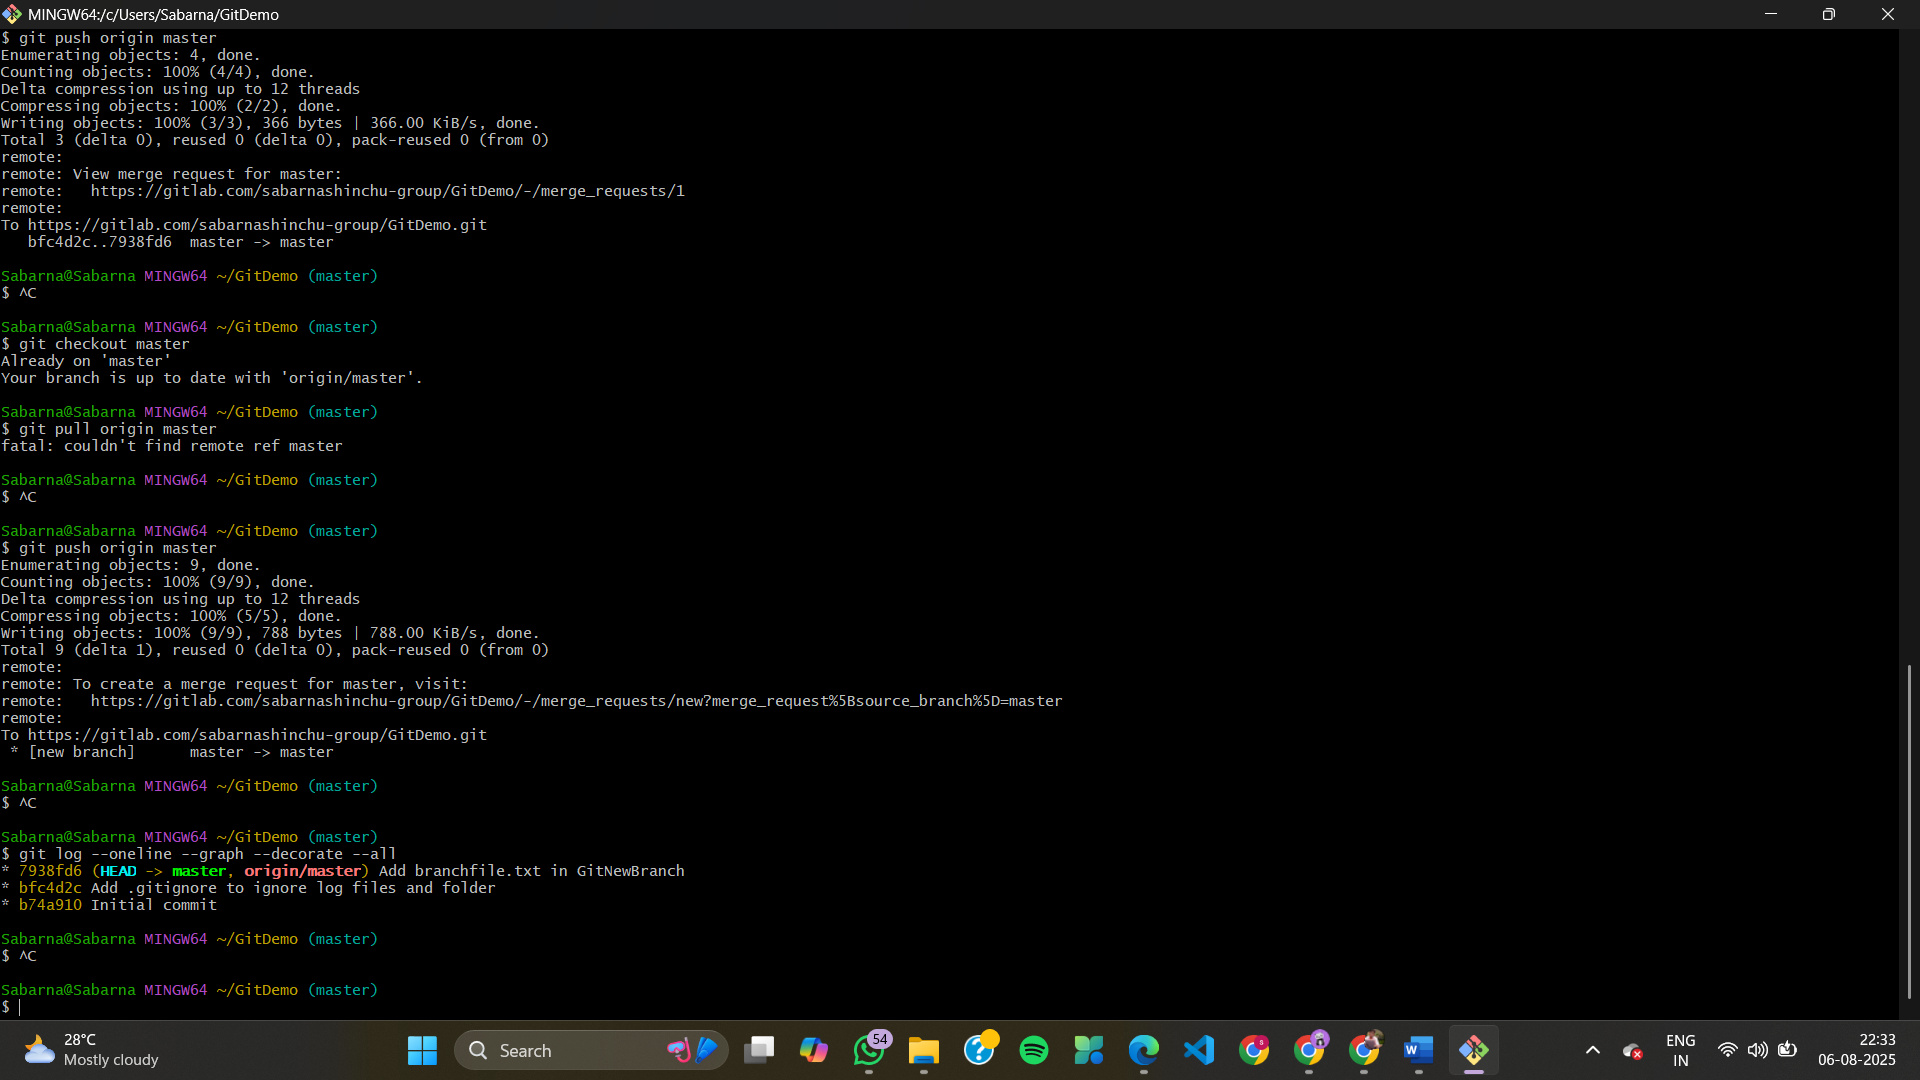 MINGW64:/c/Users/Sabarna/GitDemo
$ git push origin master
Enumerating objects: 4, done.
Counting objects: 100% (4/4), done.
Delta compression using up to 12 threads
Compressing objects: 100% (2/2), done.
Writing objects: 100% (3/3), 366 bytes | 366.00 KiB/s, done.
Total 3 (delta 0), reused 0 (delta 0), pack-reused 0 (from 0)
remote:
remote: View merge request for master:
remote:   https://gitlab.com/sabarnashinchu-group/GitDemo/-/merge_requests/1
remote:
To https://gitlab.com/sabarnashinchu-group/GitDemo.git
   bfc4d2c..7938fd6  master -> master
Sabarna@Sabarna MINGW64 ~/GitDemo (master)
$ ^C
Sabarna@Sabarna MINGW64 ~/GitDemo (master)
$ git checkout master
Already on 'master'
Your branch is up to date with 'origin/master'.
Sabarna@Sabarna MINGW64 ~/GitDemo (master)
$ git pull origin master
fatal: couldn't find remote ref master
Sabarna@Sabarna MINGW64 ~/GitDemo (master)
$ ^C
Sabarna@Sabarna MINGW64 ~/GitDemo (master)
$ git push origin master
Enumerating objects: 9, done.
Counting objects: 100% (9/9), done.
Delta compression using up to 12 threads
Compressing objects: 100% (5/5), done.
Writing objects: 100% (9/9), 788 bytes | 788.00 KiB/s, done.
Total 9 (delta 1), reused 0 (delta 0), pack-reused 0 (from 0)
remote:
remote: To create a merge request for master, visit:
remote:   https://gitlab.com/sabarnashinchu-group/GitDemo/-/merge_requests/new?merge_request%5Bsource_branch%5D=master
remote:
To https://gitlab.com/sabarnashinchu-group/GitDemo.git
 * [new branch]      master -> master
Sabarna@Sabarna MINGW64 ~/GitDemo (master)
$ ^C
Sabarna@Sabarna MINGW64 ~/GitDemo (master)
$ git log --oneline --graph --decorate --all
* 7938fd6 (HEAD -> master, origin/master) Add branchfile.txt in GitNewBranch
* bfc4d2c Add .gitignore to ignore log files and folder
* b74a910 Initial commit
Sabarna@Sabarna MINGW64 ~/GitDemo (master)
$ ^C
Sabarna@Sabarna MINGW64 ~/GitDemo (master)
$
28°C
Mostly cloudy
Search
54
ENG
IN
22:33
06-08-2025